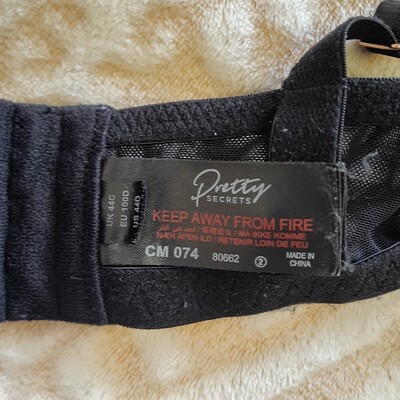 Pretty
SECRETS
KEEP AWAY FROM FIRE
NÆR ÅPEN ILD / RETENIR LOIN DE FEU
CM 074 80662 2 MADE IN
CHINA
UK 44C
EU 100D
US 44D